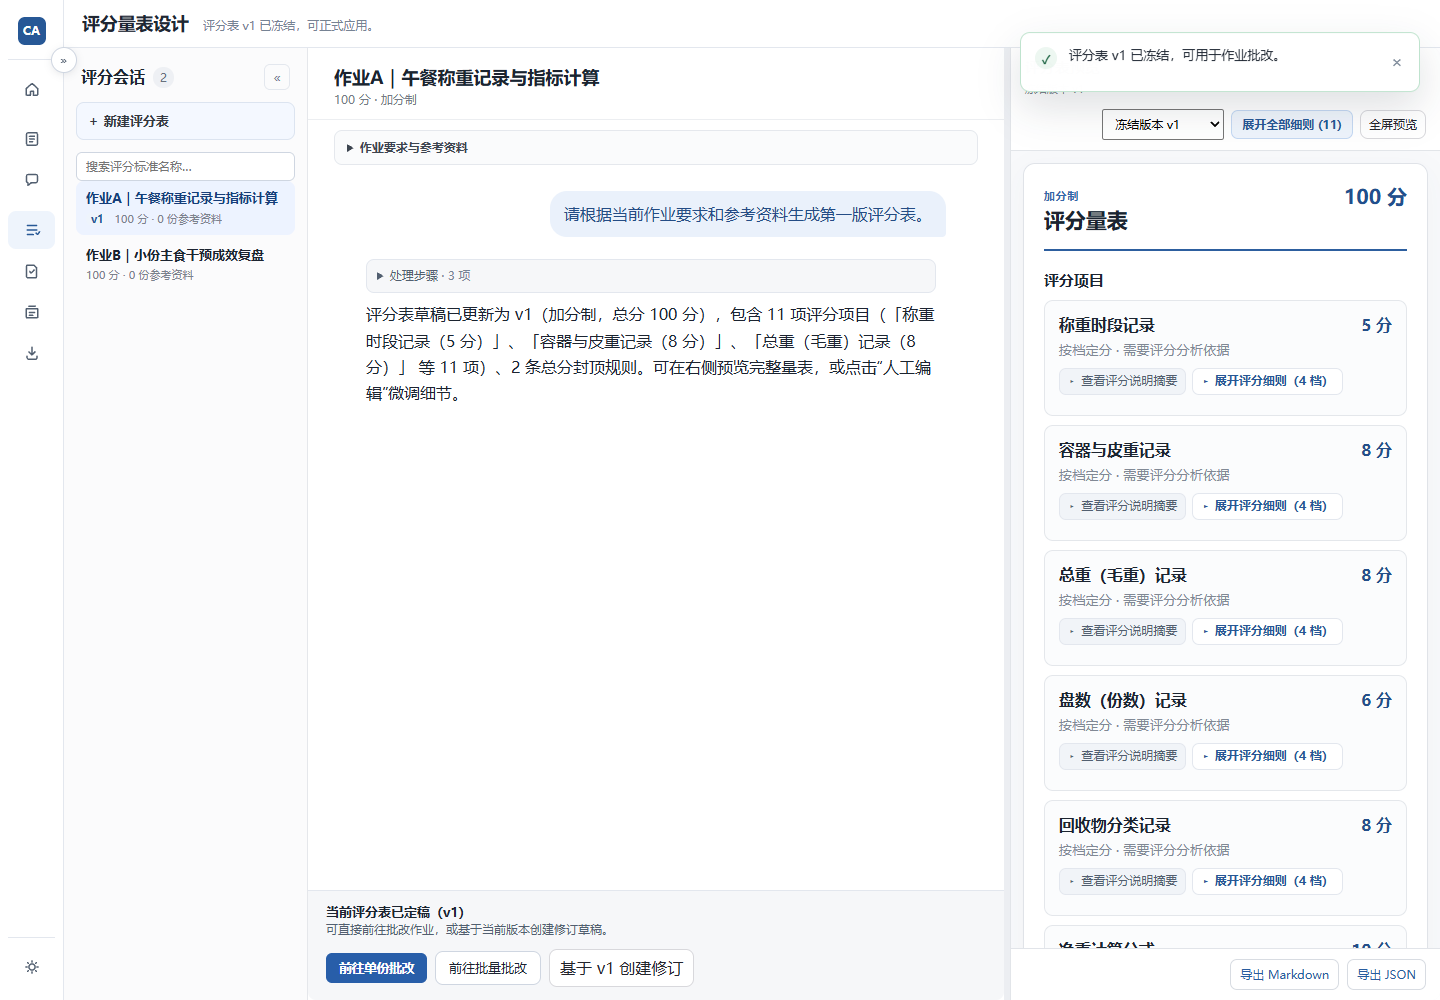 CA
评分量表设计
评分表 v1 已冻结，可正式应用。
»
评分会话 2
«
+ 新建评分表
搜索评分标准名称...
作业A｜午餐称重记录与指标计算
v1 100 分 · 0 份参考资料
作业B｜小份主食干预成效复盘
100 分 · 0 份参考资料
作业A｜午餐称重记录与指标计算
100 分 · 加分制
▶ 作业要求与参考资料
请根据当前作业要求和参考资料生成第一版评分表。
▶ 处理步骤 · 3 项
评分表草稿已更新为 v1（加分制，总分 100 分），包含 11 项评分项目（「称重
时段记录（5 分）」、「容器与皮重记录（8 分）」、「总重（毛重）记录（8
分）」 等 11 项）、2 条总分封顶规则。可在右侧预览完整量表，或点击“人工编
辑”微调细节。
当前评分表已定稿（v1）
可直接前往批改作业，或基于当前版本创建修订草稿。
前往单份批改
前往批量批改
基于 v1 创建修订
✓ 评分表 v1 已冻结，可用于作业批改。 ×
冻结版本 v1
展开全部细则 (11)
全屏预览
加分制
评分量表
100 分
评分项目
称重时段记录 5 分
按档定分 · 需要评分分析依据
查看评分说明摘要 展开评分细则（4 档）
容器与皮重记录 8 分
按档定分 · 需要评分分析依据
查看评分说明摘要 展开评分细则（4 档）
总重（毛重）记录 8 分
按档定分 · 需要评分分析依据
查看评分说明摘要 展开评分细则（4 档）
盘数（份数）记录 6 分
按档定分 · 需要评分分析依据
查看评分说明摘要 展开评分细则（4 档）
回收物分类记录 8 分
按档定分 · 需要评分分析依据
查看评分说明摘要 展开评分细则（4 档）
净重计算公式 10 分
导出 Markdown
导出 JSON